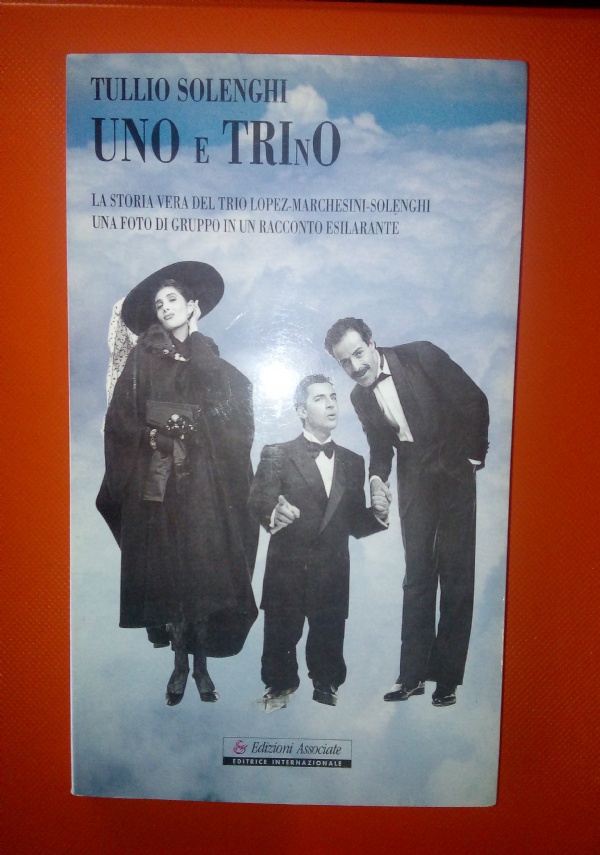 TULLIO SOLENGHI
UNO E TRINO
LA STORIA VERA DEL TRIO LOPEZ-MARCHESINI-SOLENGHI
UNA FOTO DI GRUPPO IN UN RACCONTO ESILARANTE
Edizioni Associate
EDITRICE INTERNAZIONALE